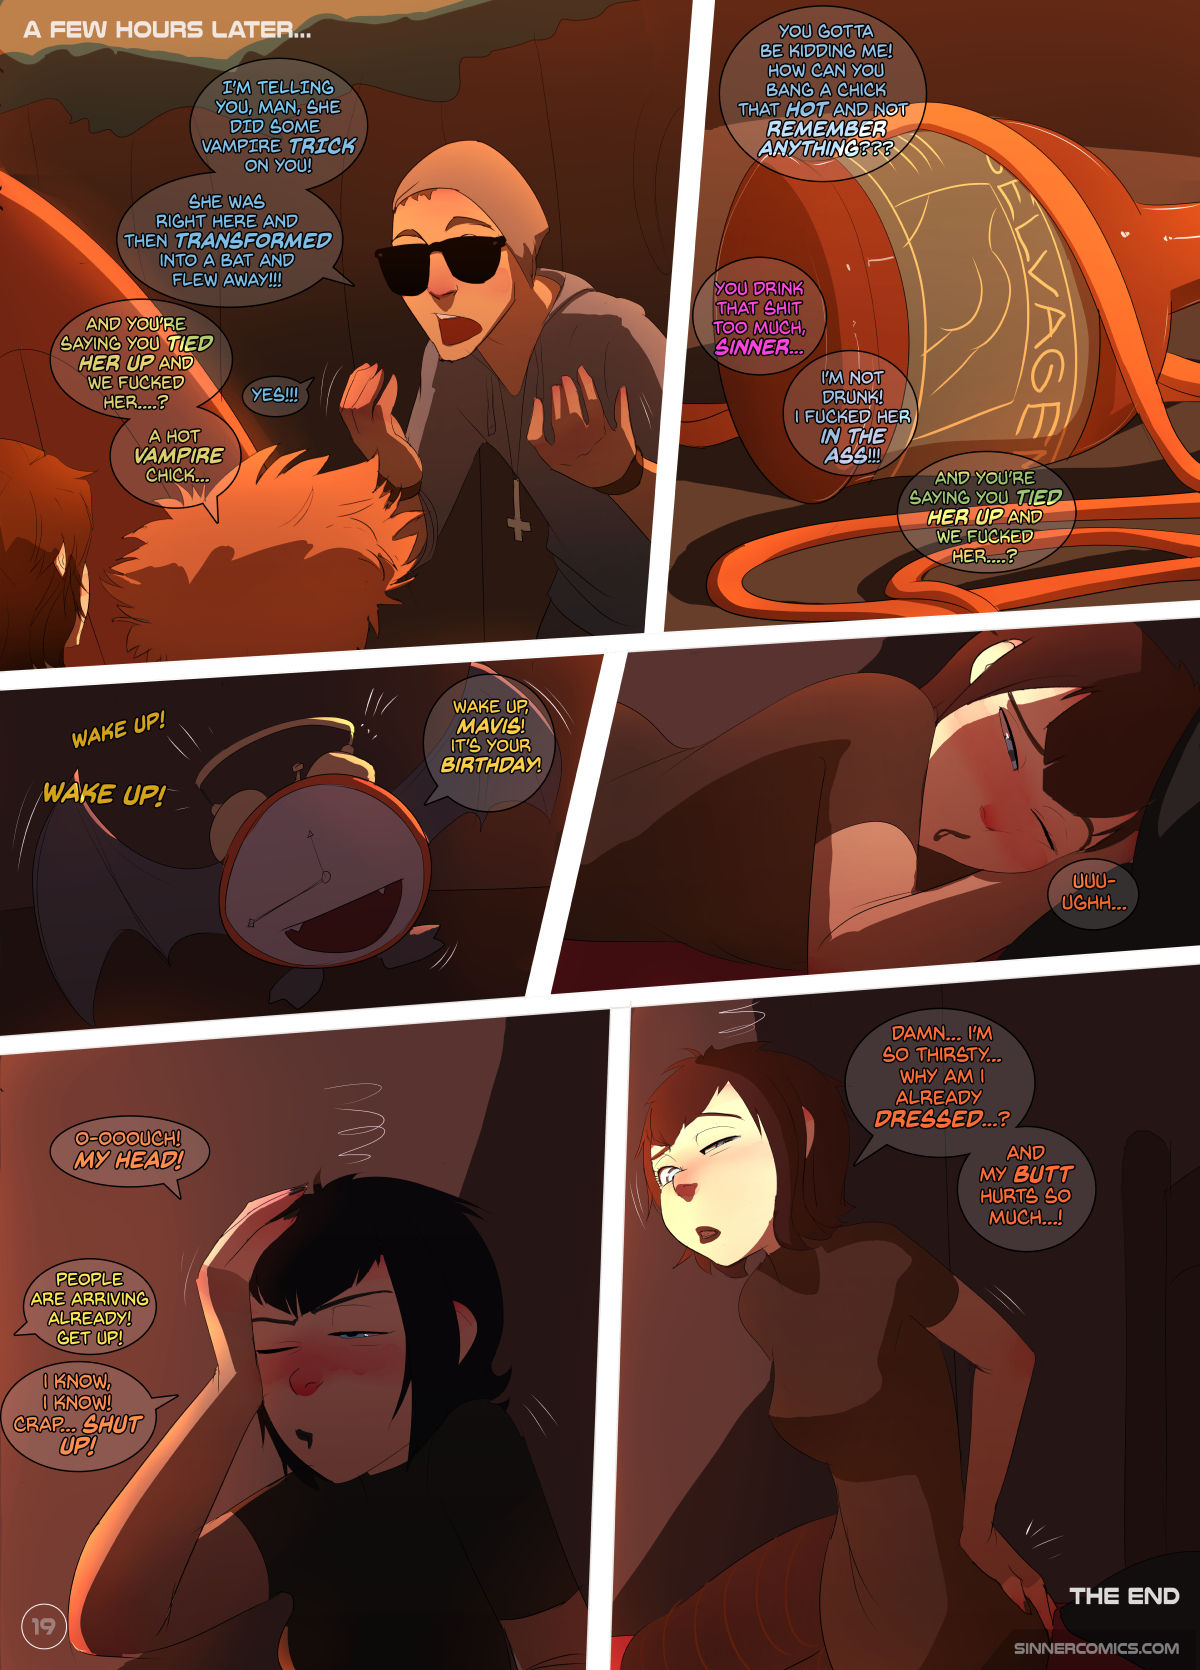 A FEW HOURS LATER...
I'M TELLING
YOU, MAN, SHE
DID SOME
VAMPIRE TRICK
ON YOU!
SHE WAS
RIGHT HERE AND
THEN TRANSFORMED
INTO A BAT AND
FLEW AWAY!!!
AND YOU'RE
SAYING YOU TIED
HER UP AND
WE FUCKED
HER....?
YES!!!
A HOT
VAMPIRE
CHICK...
YOU GOTTA
BE KIDDING ME!
HOW CAN YOU
BANG A CHICK
THAT HOT AND NOT
REMEMBER
ANYTHING???
SELVAGE
YOU DRINK
THAT SHIT
TOO MUCH,
SINNER...
I'M NOT
DRUNK!
I FUCKED HER
IN THE
ASS!!!
AND YOU'RE
SAYING YOU TIED
HER UP AND
WE FUCKED
HER....?
WAKE UP!
WAKE UP!
WAKE UP,
MAVIS!
IT'S YOUR
BIRTHDAY!
UUU-
UGHH...
O-OOOUCH!
MY HEAD!
PEOPLE
ARE ARRIVING
ALREADY!
GET UP!
I KNOW,
I KNOW!
CRAP... SHUT
UP!
DAMN... I'M
SO THIRSTY...
WHY AM I
ALREADY
DRESSED...?
AND
MY BUTT
HURTS SO
MUCH...!
THE END
19
SINNERCOMICS.COM